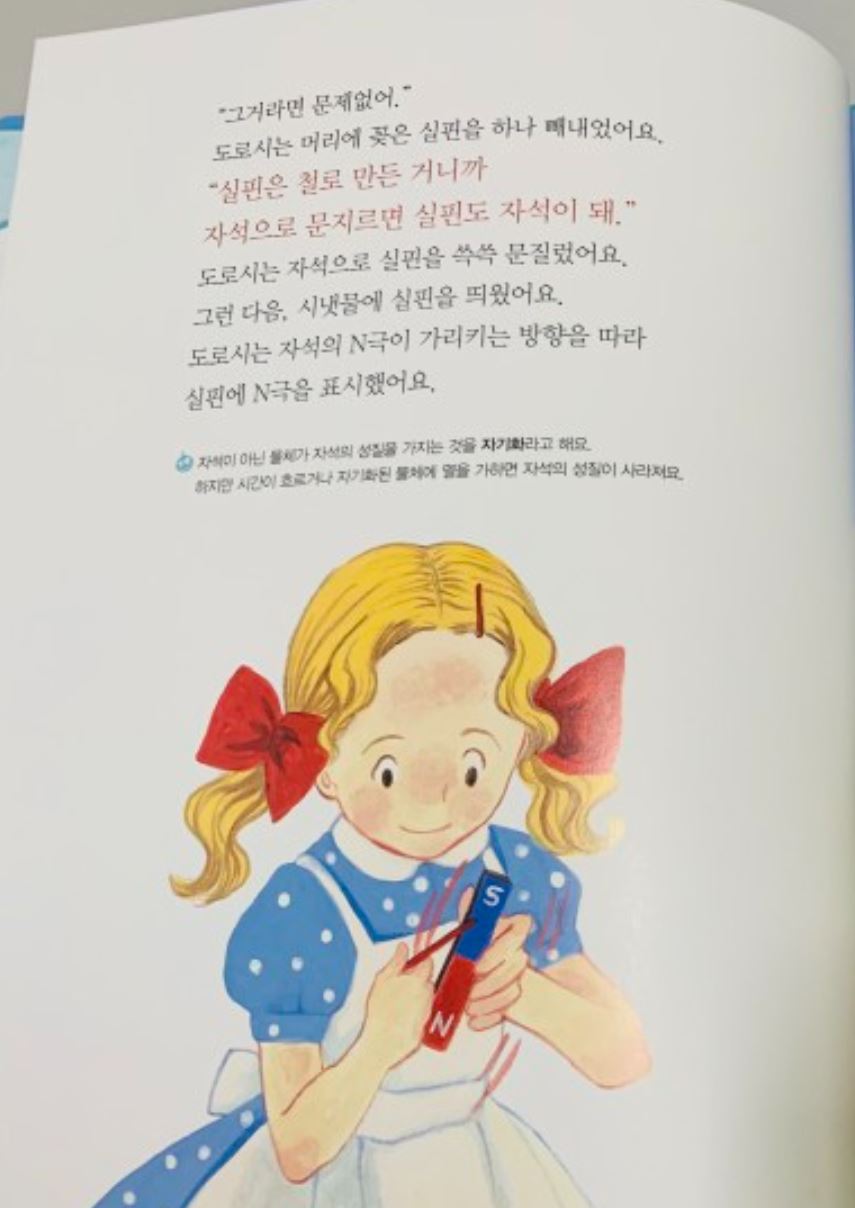 "그거라면 문제없어."
도로시는 머리에 꽂은 실핀을 하나 빼내었어요.
"실핀은 철로 만든 거니까
자석으로 문지르면 실핀도 자석이 돼."
도로시는 자석으로 실핀을 쓱쓱 문질렀어요.
그런 다음, 시냇물에 실핀을 띄웠어요.
도로시는 자석의 N극이 가리키는 방향을 따라
실핀에 N극을 표시했어요.
자석이 아닌 물체가 자석의 성질을 가지는 것을 자기화라고 해요.
하지만 시간이 흐르거나 자기화된 물체에 열을 가하면 자석의 성질이 사라져요.
S
N